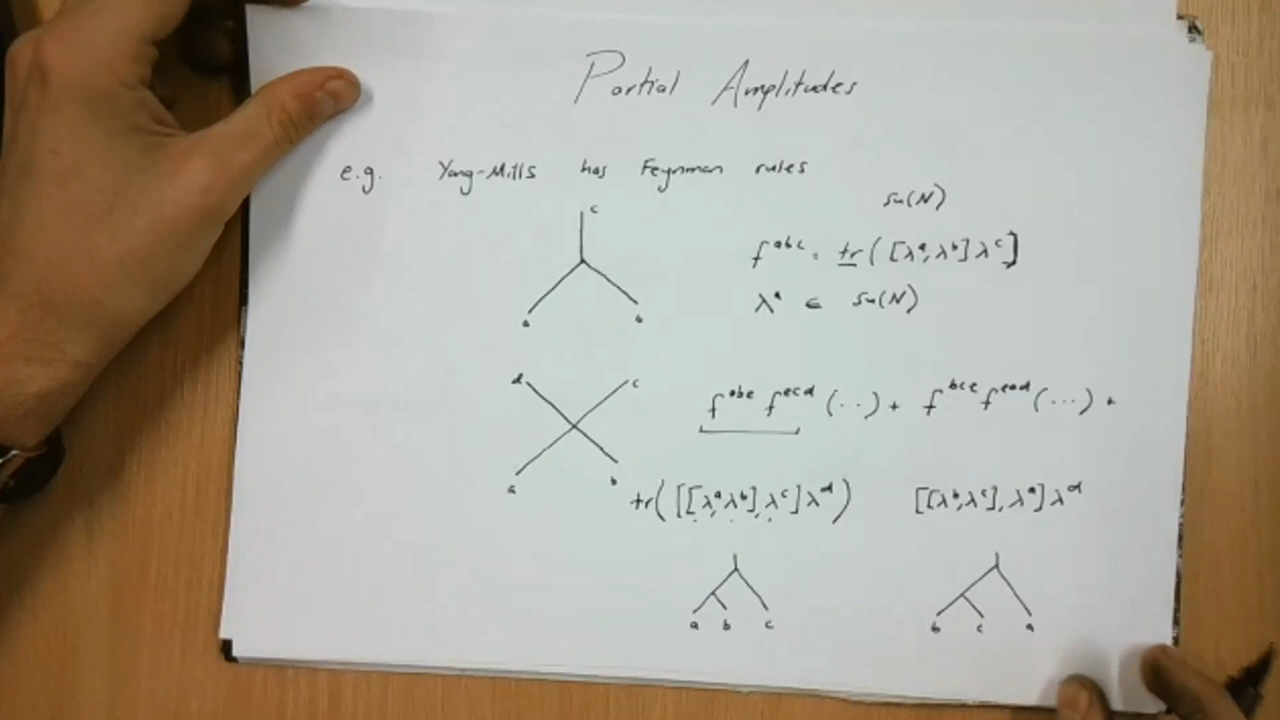 Partial Amplitudes
e.g. Yang-Mills has Feynman rules
su(N)
c
f^{abc} = tr([λ^a, λ^b]λ^c]
a b
λ^a ∈ su(N)
d c
f^{abe} f^{ecd} (··) + f^{bce} f^{ead} (···) +
a b
tr([[λ^a, λ^b], λ^c]λ^d) [[λ^b, λ^c], λ^a]λ^d
a b c b c a